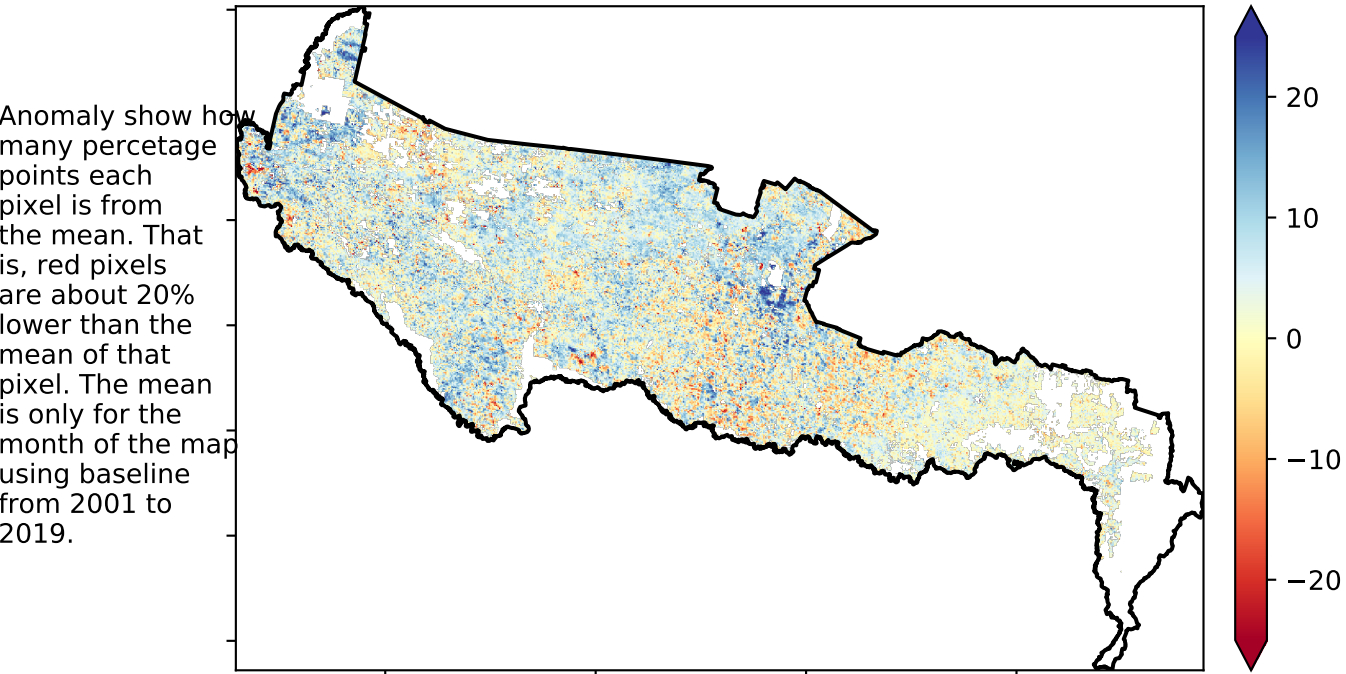 Anomaly show how
many percetage
points each
pixel is from
the mean. That
is, red pixels
are about 20%
lower than the
mean of that
pixel. The mean
is only for the
month of the map
using baseline
from 2001 to
2019.
20
10
0
−10
−20